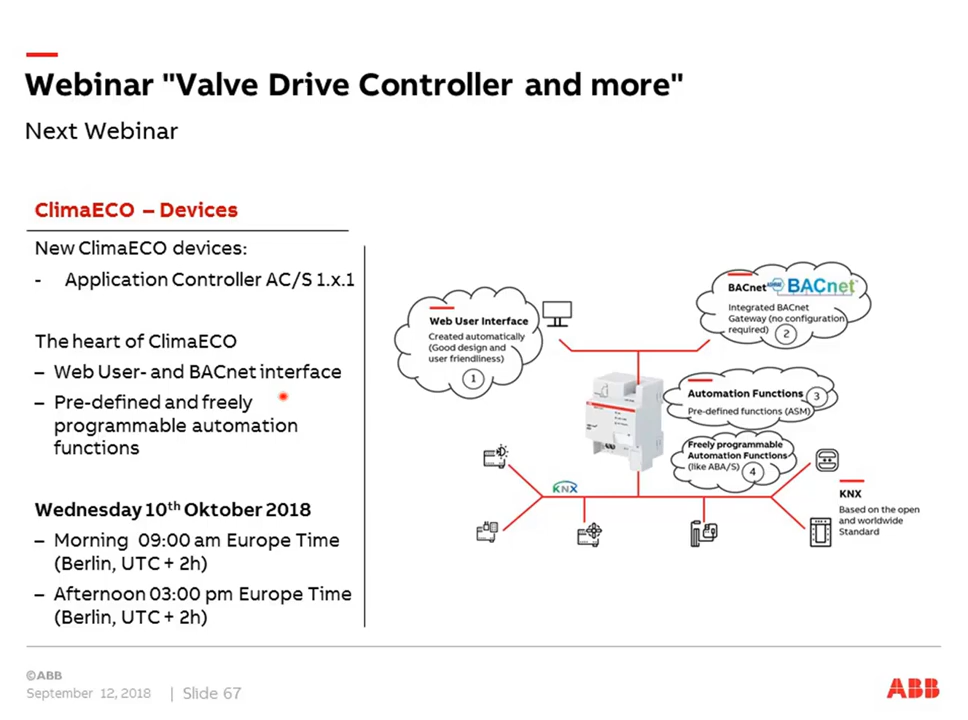 Webinar "Valve Drive Controller and more"
Next Webinar
ClimaECO – Devices
New ClimaECO devices:
- Application Controller AC/S 1.x.1
The heart of ClimaECO
– Web User- and BACnet interface
– Pre-defined and freely
programmable automation
functions
Wednesday 10th Oktober 2018
– Morning 09:00 am Europe Time
(Berlin, UTC + 2h)
– Afternoon 03:00 pm Europe Time
(Berlin, UTC + 2h)
Web User Interface
Created automatically
(Good design and
user friendliness)
1
BACnet
BACnet
Integrated BACnet
Gateway (no configuration
required)
2
Automation Functions
3
Pre-defined functions (ASM)
Freely programmable
Automation Functions
(like ABA/S)
4
KNX
KNX
Based on the open
and worldwide
Standard
©ABB
September 12, 2018 | Slide 67
ABB